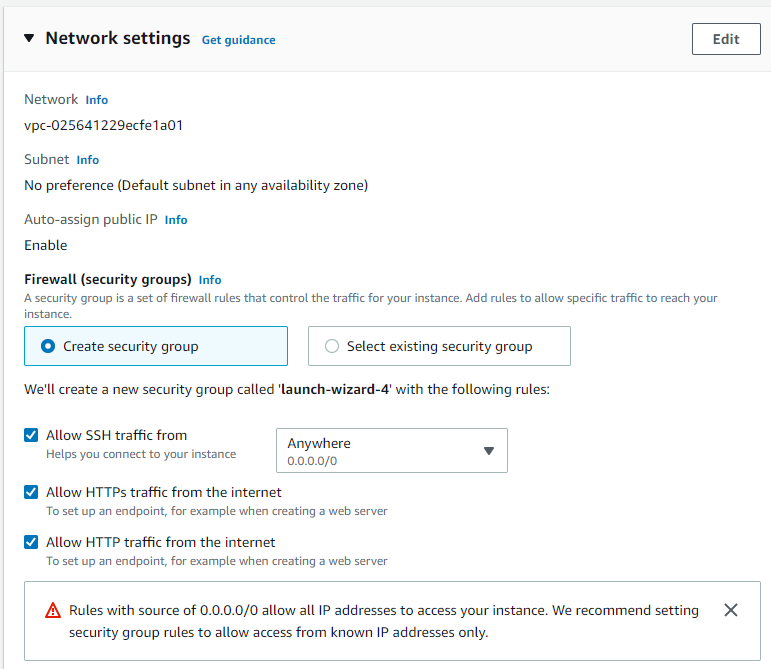 Network settings Get guidance
Edit
Network Info
vpc-025641229ecfe1a01
Subnet Info
No preference (Default subnet in any availability zone)
Auto-assign public IP Info
Enable
Firewall (security groups) Info
A security group is a set of firewall rules that control the traffic for your instance. Add rules to allow specific traffic to reach your
instance.
Create security group
Select existing security group
We'll create a new security group called 'launch-wizard-4' with the following rules:
Allow SSH traffic from
Helps you connect to your instance
Anywhere
0.0.0.0/0
Allow HTTPs traffic from the internet
To set up an endpoint, for example when creating a web server
Allow HTTP traffic from the internet
To set up an endpoint, for example when creating a web server
Rules with source of 0.0.0.0/0 allow all IP addresses to access your instance. We recommend setting
security group rules to allow access from known IP addresses only.